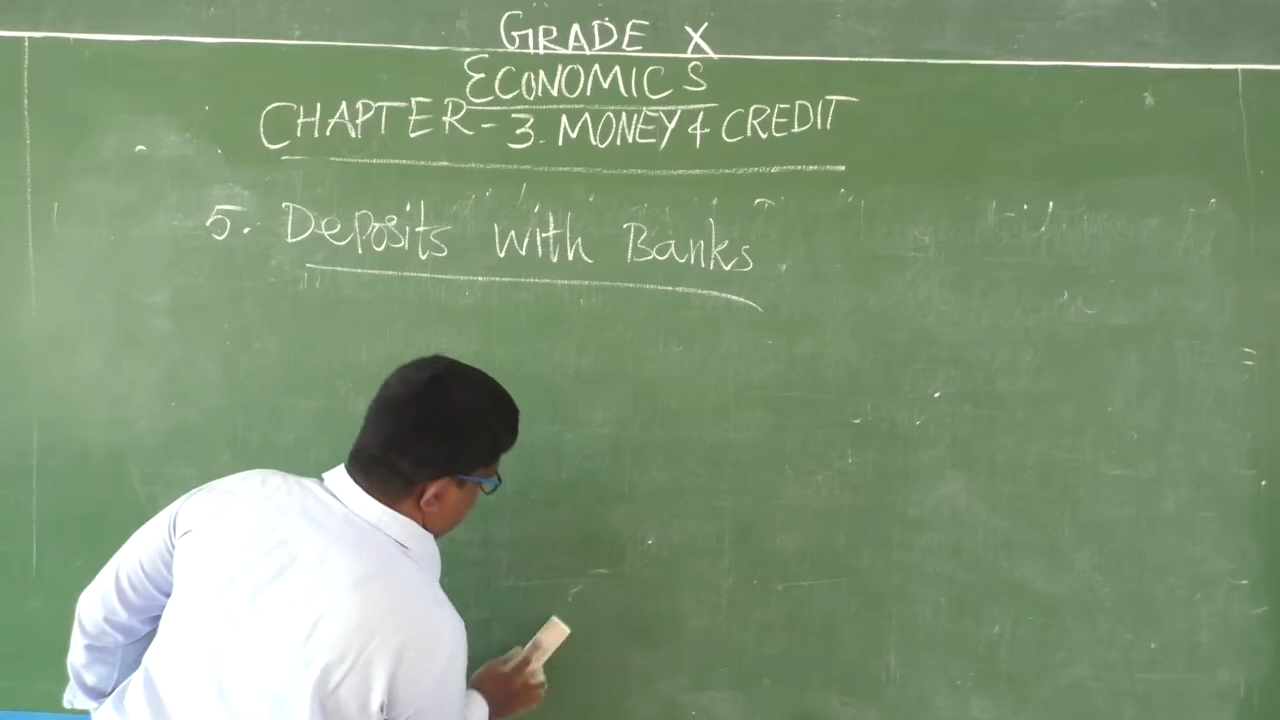 GRADE X
ECONOMICS
CHAPTER-3. MONEY & CREDIT
5. Deposits with Banks